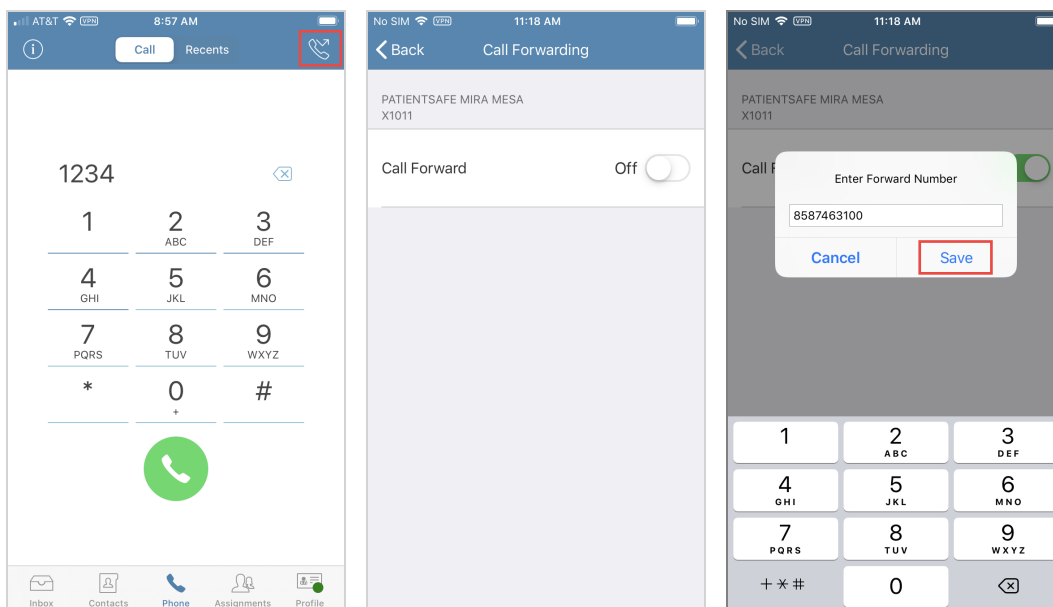 AT&T VPN 8:57 AM
Call Recents
1234
1 2 3
ABC DEF
4 5 6
GHI JKL MNO
7 8 9
PQRS TUV WXYZ
* 0 #
+
Inbox Contacts Phone Assignments Profile
No SIM VPN 11:18 AM
Back Call Forwarding
PATIENTSAFE MIRA MESA
X1011
Call Forward Off
No SIM VPN 11:18 AM
Back Call Forwarding
PATIENTSAFE MIRA MESA
X1011
Call F
Enter Forward Number
8587463100
Cancel Save
1 2 3
ABC DEF
4 5 6
GHI JKL MNO
7 8 9
PQRS TUV WXYZ
+*# 0